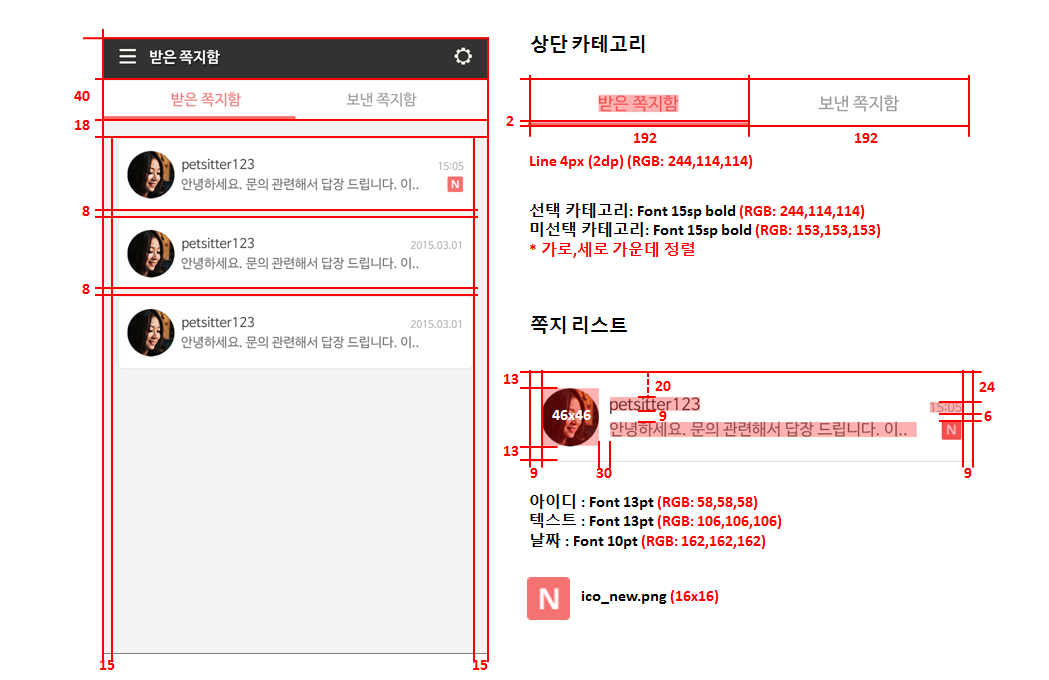 받은 쪽지함
받은 쪽지함
보낸 쪽지함
40
18
petsitter123
15:05
안녕하세요. 문의 관련해서 답장 드립니다. 이..
N
8
petsitter123
2015.03.01
안녕하세요. 문의 관련해서 답장 드립니다. 이..
8
petsitter123
2015.03.01
안녕하세요. 문의 관련해서 답장 드립니다. 이..
15
15
상단 카테고리
받은 쪽지함
보낸 쪽지함
2
192
192
Line 4px (2dp) (RGB: 244,114,114)
선택 카테고리: Font 15sp bold (RGB: 244,114,114)
미선택 카테고리: Font 15sp bold (RGB: 153,153,153)
* 가로,세로 가운데 정렬
쪽지 리스트
13
20
24
petsitter123
15:05
46x46
9
6
안녕하세요. 문의 관련해서 답장 드립니다. 이..
N
13
9
30
9
아이디 : Font 13pt (RGB: 58,58,58)
텍스트 : Font 13pt (RGB: 106,106,106)
날짜 : Font 10pt (RGB: 162,162,162)
N
ico_new.png (16x16)